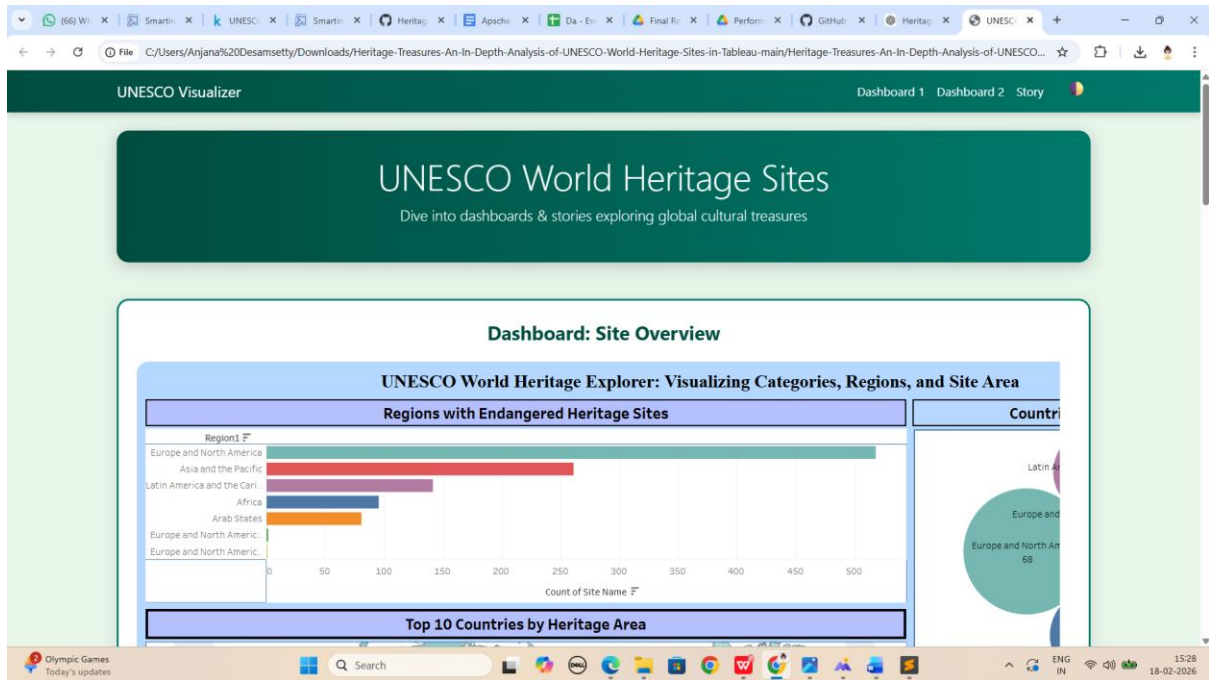 (66) Wh
Smartin
UNESC
Smartin
Heritag
Apsche
Da - Ev
Final Re
Perform
GitHub
Heritag
UNESC
File
C:/Users/Anjana%20Desamsetty/Downloads/Heritage-Treasures-An-In-Depth-Analysis-of-UNESCO-World-Heritage-Sites-in-Tableau-main/Heritage-Treasures-An-In-Depth-Analysis-of-UNESCO...
UNESCO Visualizer
Dashboard 1 Dashboard 2 Story
UNESCO World Heritage Sites
Dive into dashboards & stories exploring global cultural treasures
Dashboard: Site Overview
UNESCO World Heritage Explorer: Visualizing Categories, Regions, and Site Area
Regions with Endangered Heritage Sites
Countri
Region1
Europe and North America
Asia and the Pacific
Latin America and the Cari..
Africa
Arab States
Europe and North Americ..
Europe and North Americ..
0 50 100 150 200 250 300 350 400 450 500
Count of Site Name
Latin A
Europe and
Europe and North Am
68
Top 10 Countries by Heritage Area
2
Olympic Games
Today's updates
Search
DELL
ENG
IN
15:28
18-02-2026